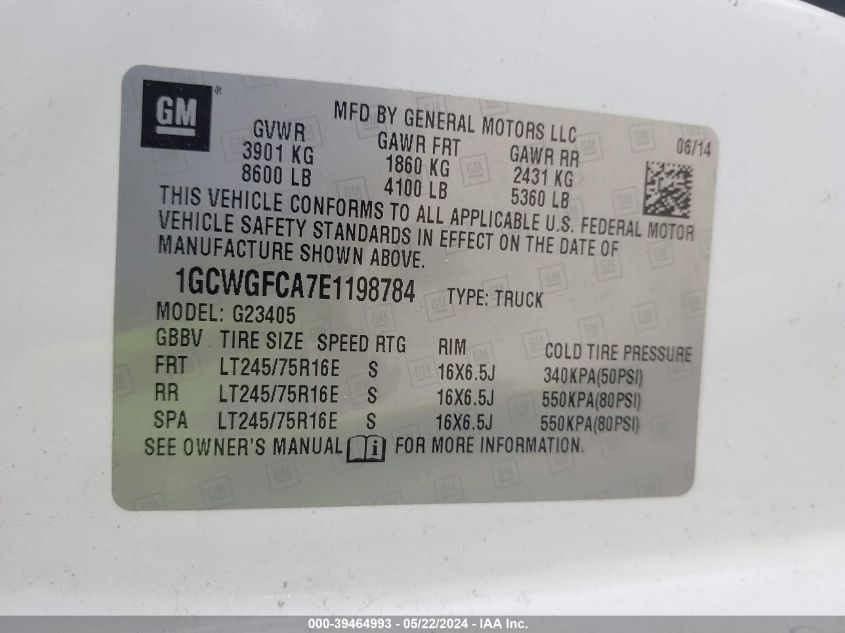 GM ®
MFD BY GENERAL MOTORS LLC
06/14
GVWR GAWR FRT GAWR RR
3901 KG 1860 KG 2431 KG
8600 LB 4100 LB 5360 LB
THIS VEHICLE CONFORMS TO ALL APPLICABLE U.S. FEDERAL MOTOR
VEHICLE SAFETY STANDARDS IN EFFECT ON THE DATE OF
MANUFACTURE SHOWN ABOVE.
1GCWGFCA7E1198784 TYPE: TRUCK
MODEL: G23405
GBBV TIRE SIZE SPEED RTG RIM COLD TIRE PRESSURE
FRT LT245/75R16E S 16X6.5J 340KPA(50PSI)
RR LT245/75R16E S 16X6.5J 550KPA(80PSI)
SPA LT245/75R16E S 16X6.5J 550KPA(80PSI)
SEE OWNER'S MANUAL FOR MORE INFORMATION.
000-39464993 - 05/22/2024 - IAA Inc.